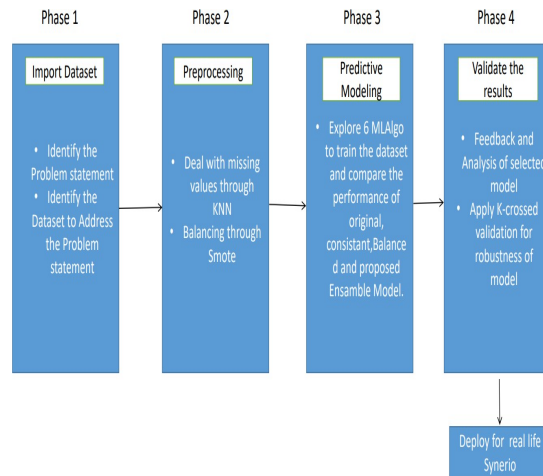 Phase 1
Import Dataset
• Identify the
Problem statement
• Identify the
Dataset to Address
the Problem
statement
Phase 2
Preprocessing
• Deal with missing
values through
KNN
• Balancing through
Smote
Phase 3
Predictive
Modeling
• Explore 6 MLAlgo
to train the dataset
and compare the
performance of
original,
consistant,Balance
d and proposed
Ensamble Model.
Phase 4
Validate the
results
• Feedback and
Analysis of selected
model
• Apply K-crossed
validation for
robustness of
model
Deploy for real life
Synerio